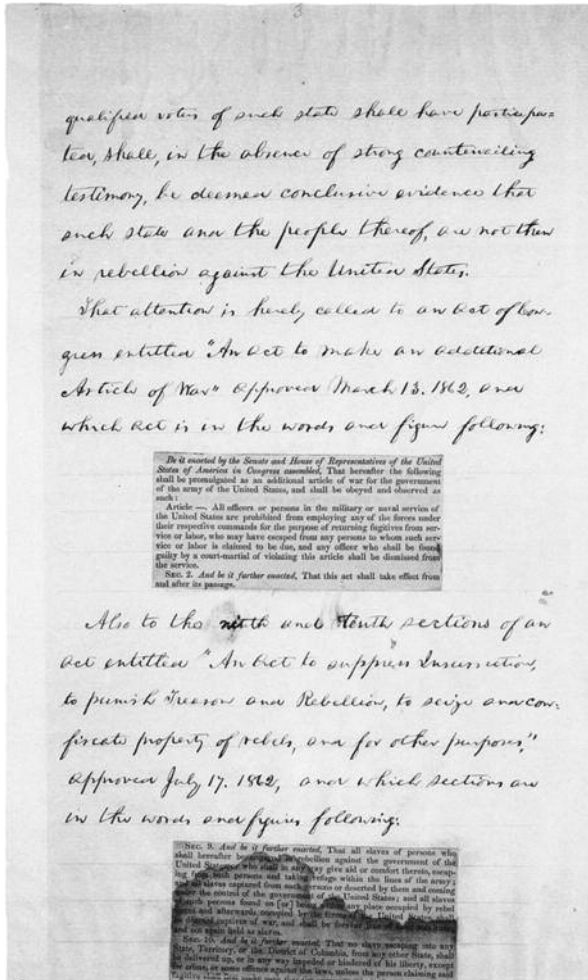 3
qualified voters of such state shall have participa=
ted, shall, in the absence of strong countervailing
testimony, be deemed conclusive evidence that
such state and the people thereof, are not then
in rebellion against the United States.
That attention is hereby called to an act of Con-
gress entitled "An act to make an additional
Article of War" approved March 13, 1862, and
which act is in the words and figure following:
Be it enacted by the Senate and House of Representatives of the United
States of America in Congress assembled, That hereafter the following
shall be promulgated as an additional article of war for the government
of the army of the United States, and shall be obeyed and observed as
such:
Article —. All officers or persons in the military or naval service of
the United States are prohibited from employing any of the forces under
their respective commands for the purpose of returning fugitives from ser-
vice or labor, who may have escaped from any persons to whom such ser-
vice or labor is claimed to be due, and any officer who shall be found
guilty by a court-martial of violating this article shall be dismissed from
the service.
SEC. 2. And be it further enacted, That this act shall take effect from
and after its passage.
Also to the ninth and tenth sections of an
act entitled "An Act to suppress Insurrection,
to punish Treason and Rebellion, to seize and con=
fiscate property of rebels, and for other purposes,"
approved July 17, 1862, and which sections are
in the words and figures following:
SEC. 9. And be it further enacted, That all slaves of persons who
shall hereafter be engaged in rebellion against the government of the
United States, or who shall in any way give aid or comfort thereto, escap-
ing from such persons and taking refuge within the lines of the army;
and all slaves captured from such persons or deserted by them and coming
under the control of the government of the United States; and all slaves
of such persons found on [or] being within any place occupied by rebel
forces and afterwards occupied by the forces of the United States, shall
be deemed captives of war, and shall be forever free of their servitude
and not again held as slaves.
SEC. 10. And be it further enacted, That no slave escaping into any
State, Territory, or the District of Columbia, from any other State, shall
be delivered up, or in any way impeded or hindered of his liberty, except
for crime, or some offence against the laws, unless the person claiming said